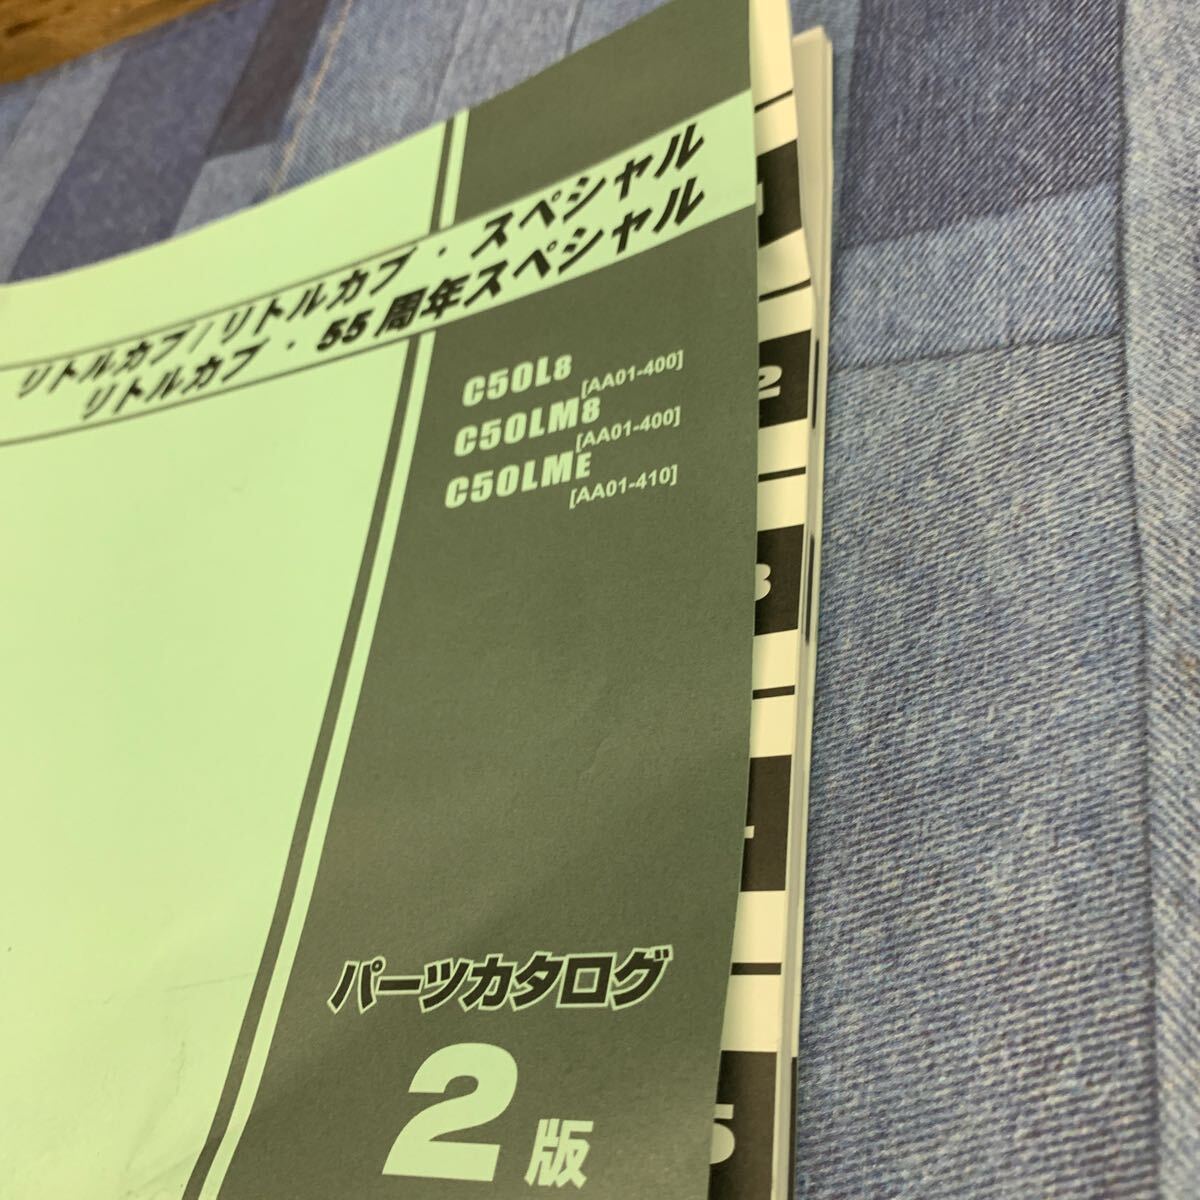 リトルカブ/リトルカブ・スペシャル
リトルカブ・55周年スペシャル
C50L8
[AA01-400]
C50LM8
[AA01-400]
C50LME
[AA01-410]
パーツカタログ
2版
2
3
5